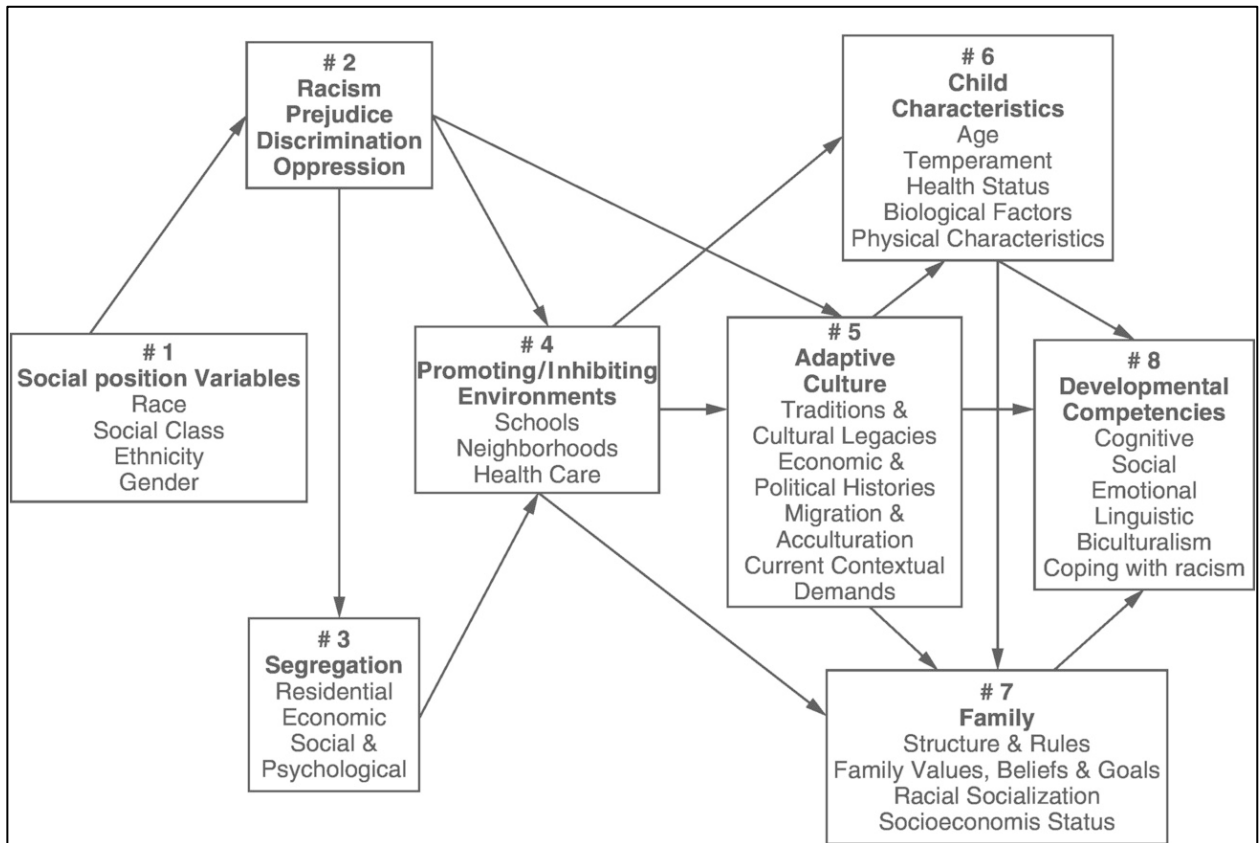 # 1
Social position Variables
Race
Social Class
Ethnicity
Gender
# 2
Racism
Prejudice
Discrimination
Oppression
# 3
Segregation
Residential
Economic
Social &
Psychological
# 4
Promoting/Inhibiting
Environments
Schools
Neighborhoods
Health Care
# 5
Adaptive
Culture
Traditions &
Cultural Legacies
Economic &
Political Histories
Migration &
Acculturation
Current Contextual
Demands
# 6
Child
Characteristics
Age
Temperament
Health Status
Biological Factors
Physical Characteristics
# 7
Family
Structure & Rules
Family Values, Beliefs & Goals
Racial Socialization
Socioeconomis Status
# 8
Developmental
Competencies
Cognitive
Social
Emotional
Linguistic
Biculturalism
Coping with racism